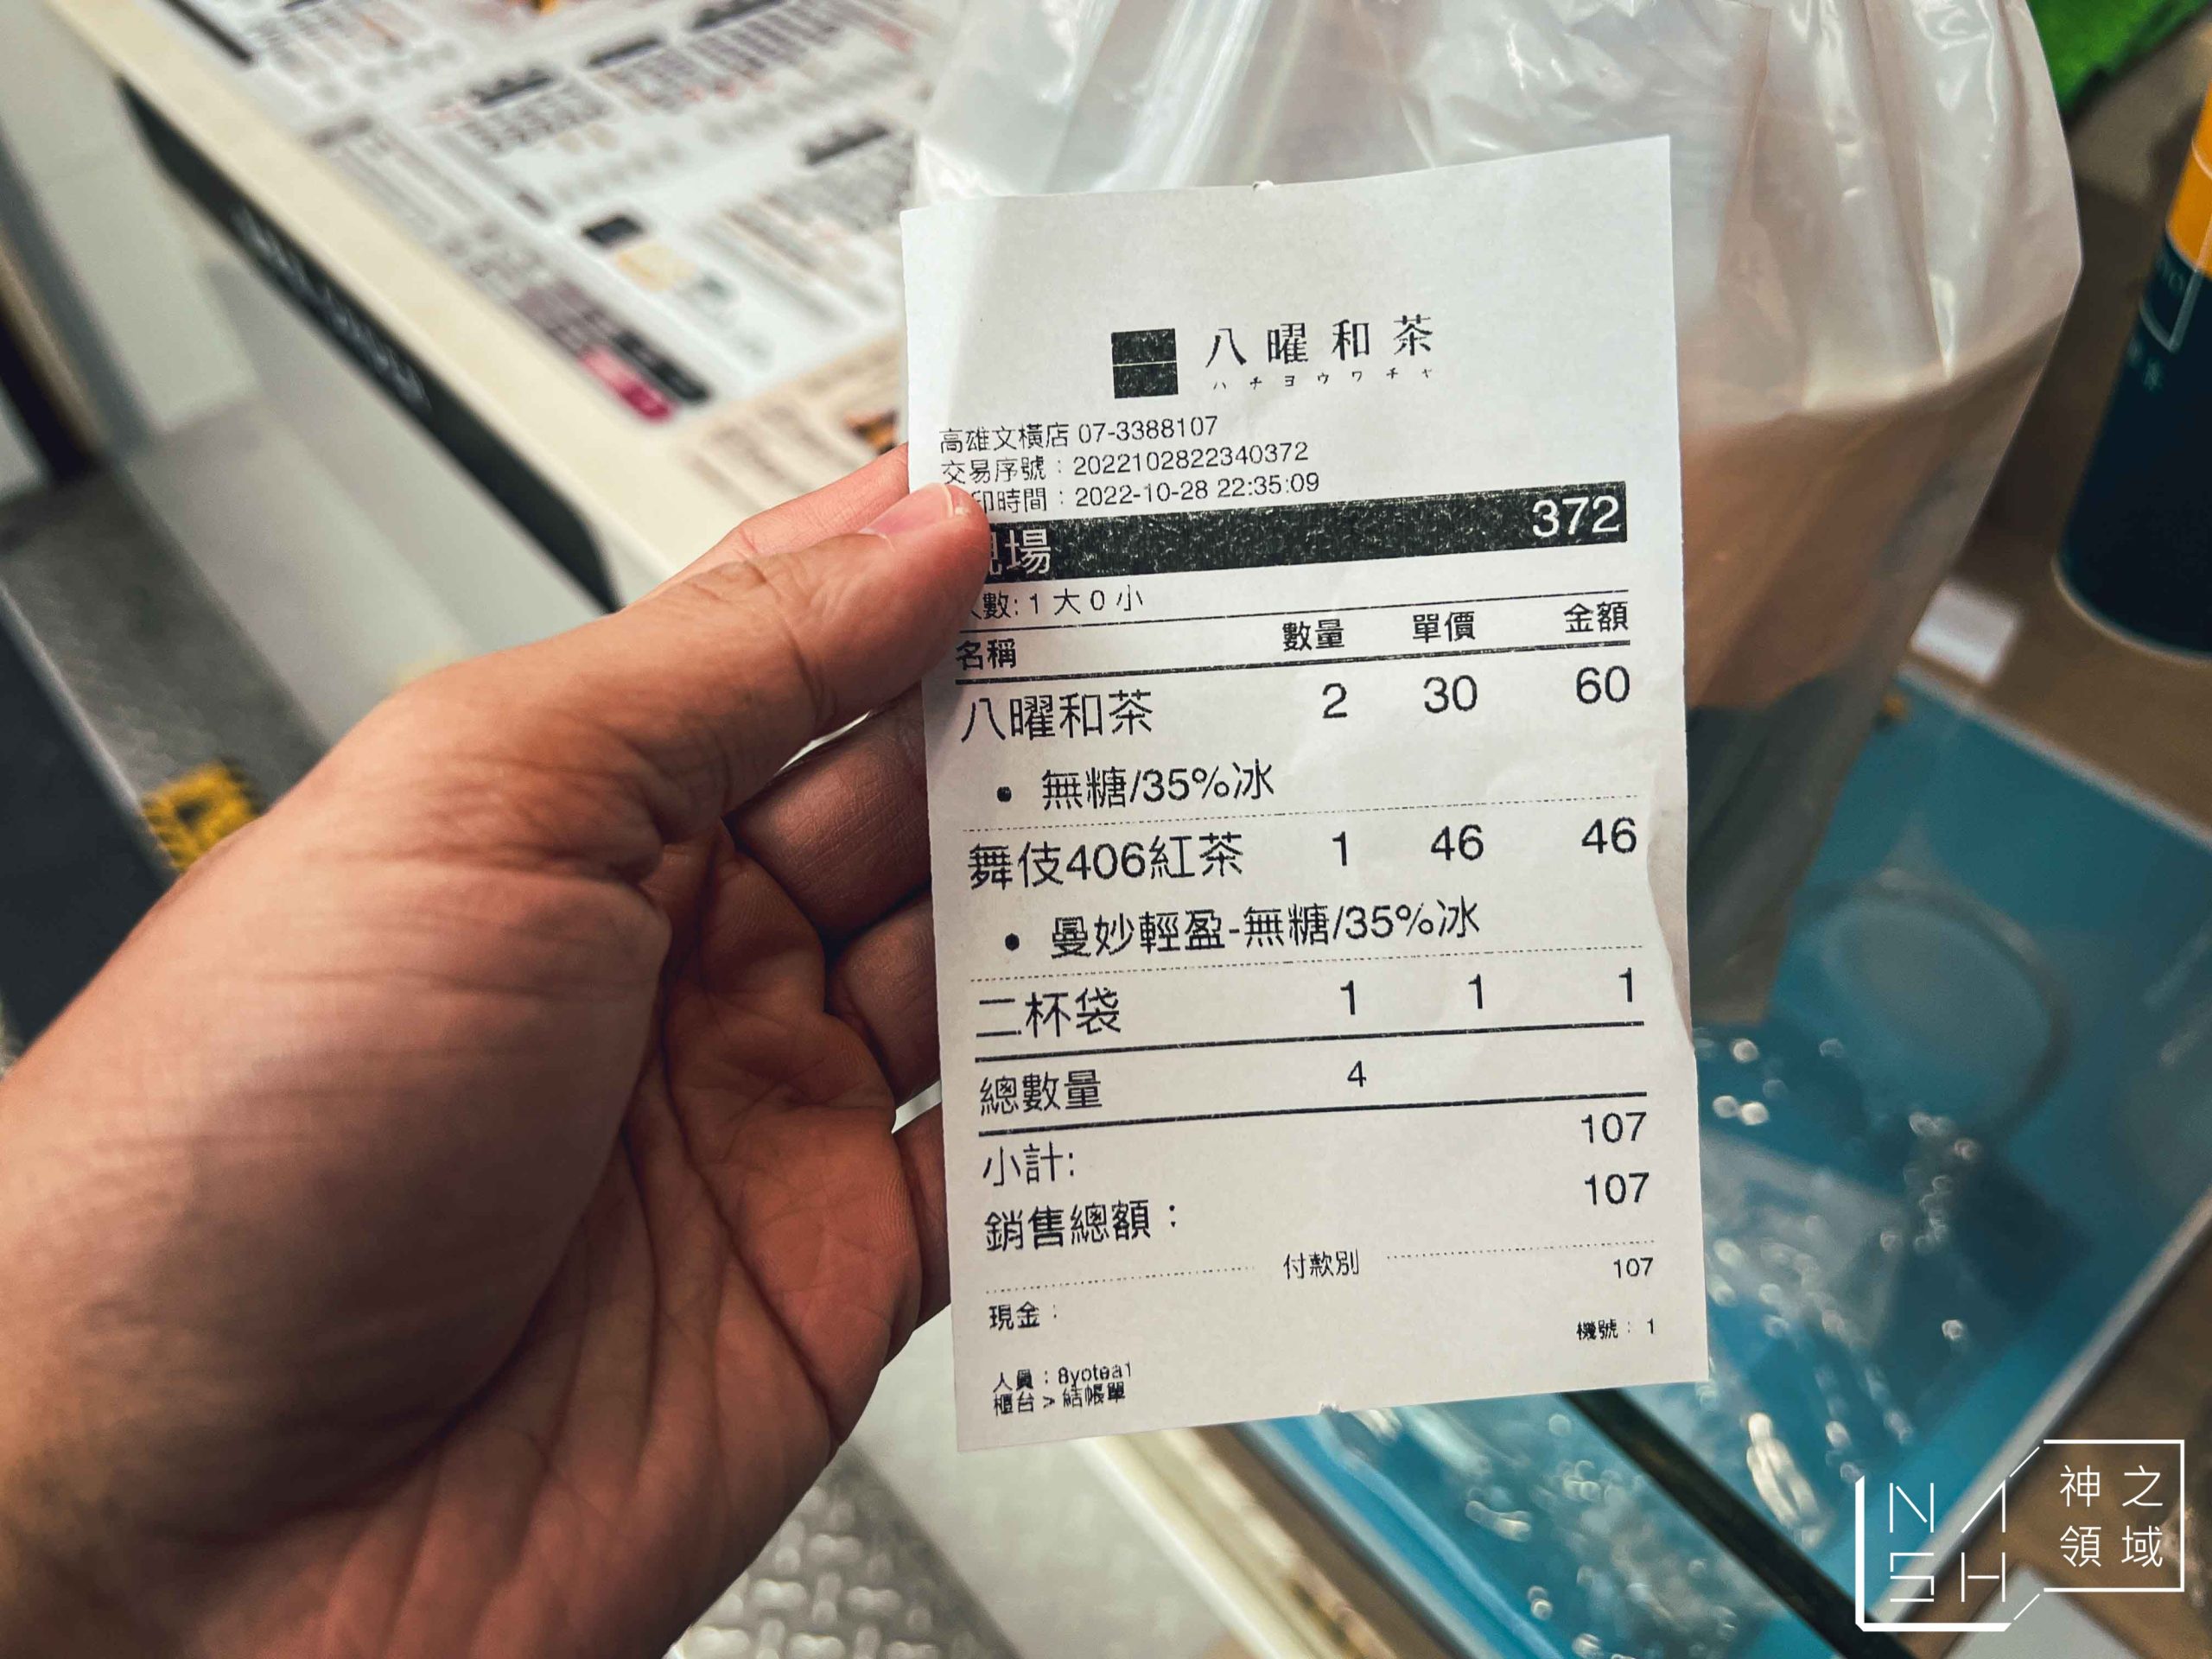 八曜和茶
ハチヨウワチャ
高雄文橫店 07-3388107
交易序號：2022102822340372
印時間：2022-10-28 22:35:09
場 372
數: 1 大 0 小
名稱 數量 單價 金額
八曜和茶 2 30 60
• 無糖/35%冰
舞伎406紅茶 1 46 46
• 曼妙輕盈-無糖/35%冰
二杯袋 1 1 1
總數量 4
小計: 107
銷售總額： 107
付款別
現金： 107
機號：1
人員：8yotea1
櫃台 > 結帳單
NASH
神之
領域